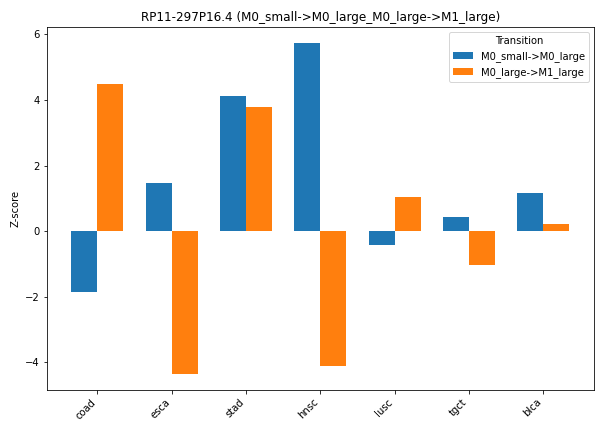 RP11-297P16.4 (M0_small->M0_large_M0_large->M1_large)
Transition
M0_small->M0_large
M0_large->M1_large
Z-score
6
4
2
0
−2
−4
coad
esca
stad
hnsc
lusc
tgct
blca